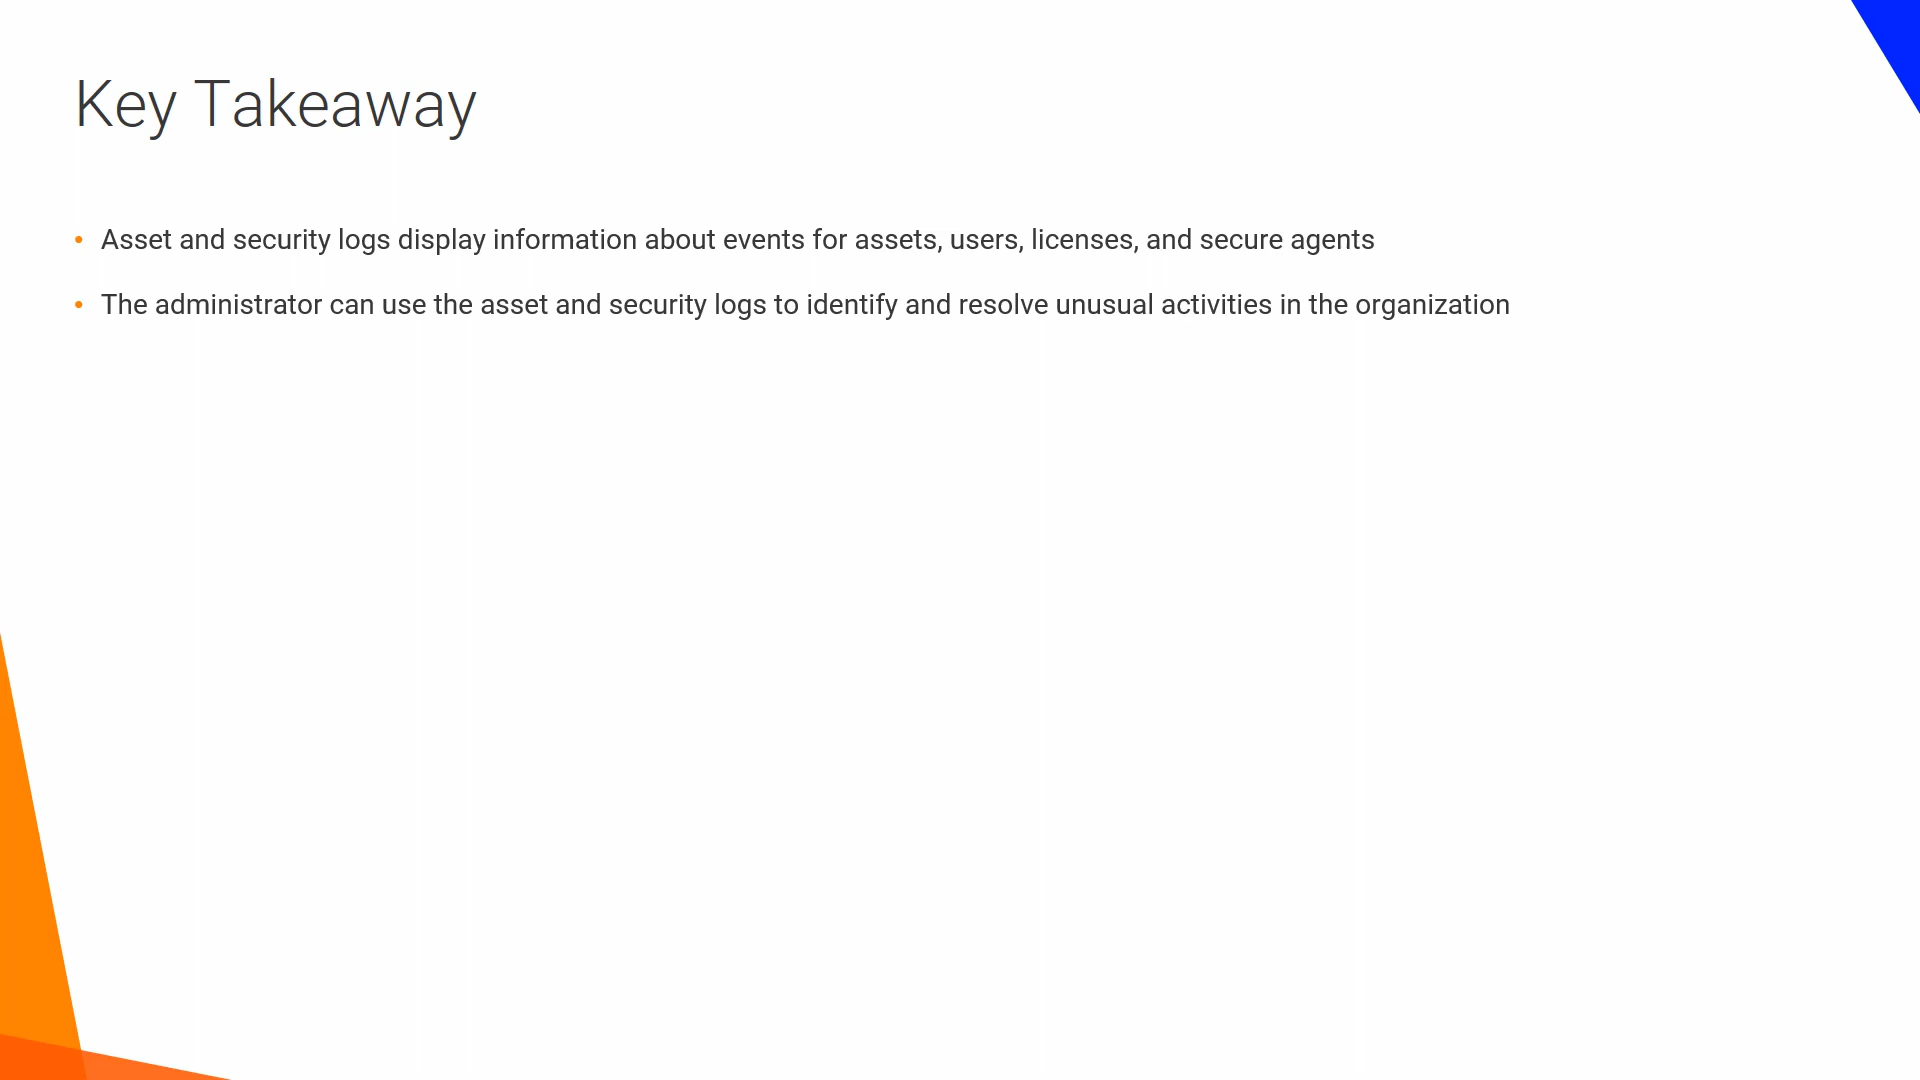 Key Takeaway
• Asset and security logs display information about events for assets, users, licenses, and secure agents
• The administrator can use the asset and security logs to identify and resolve unusual activities in the organization